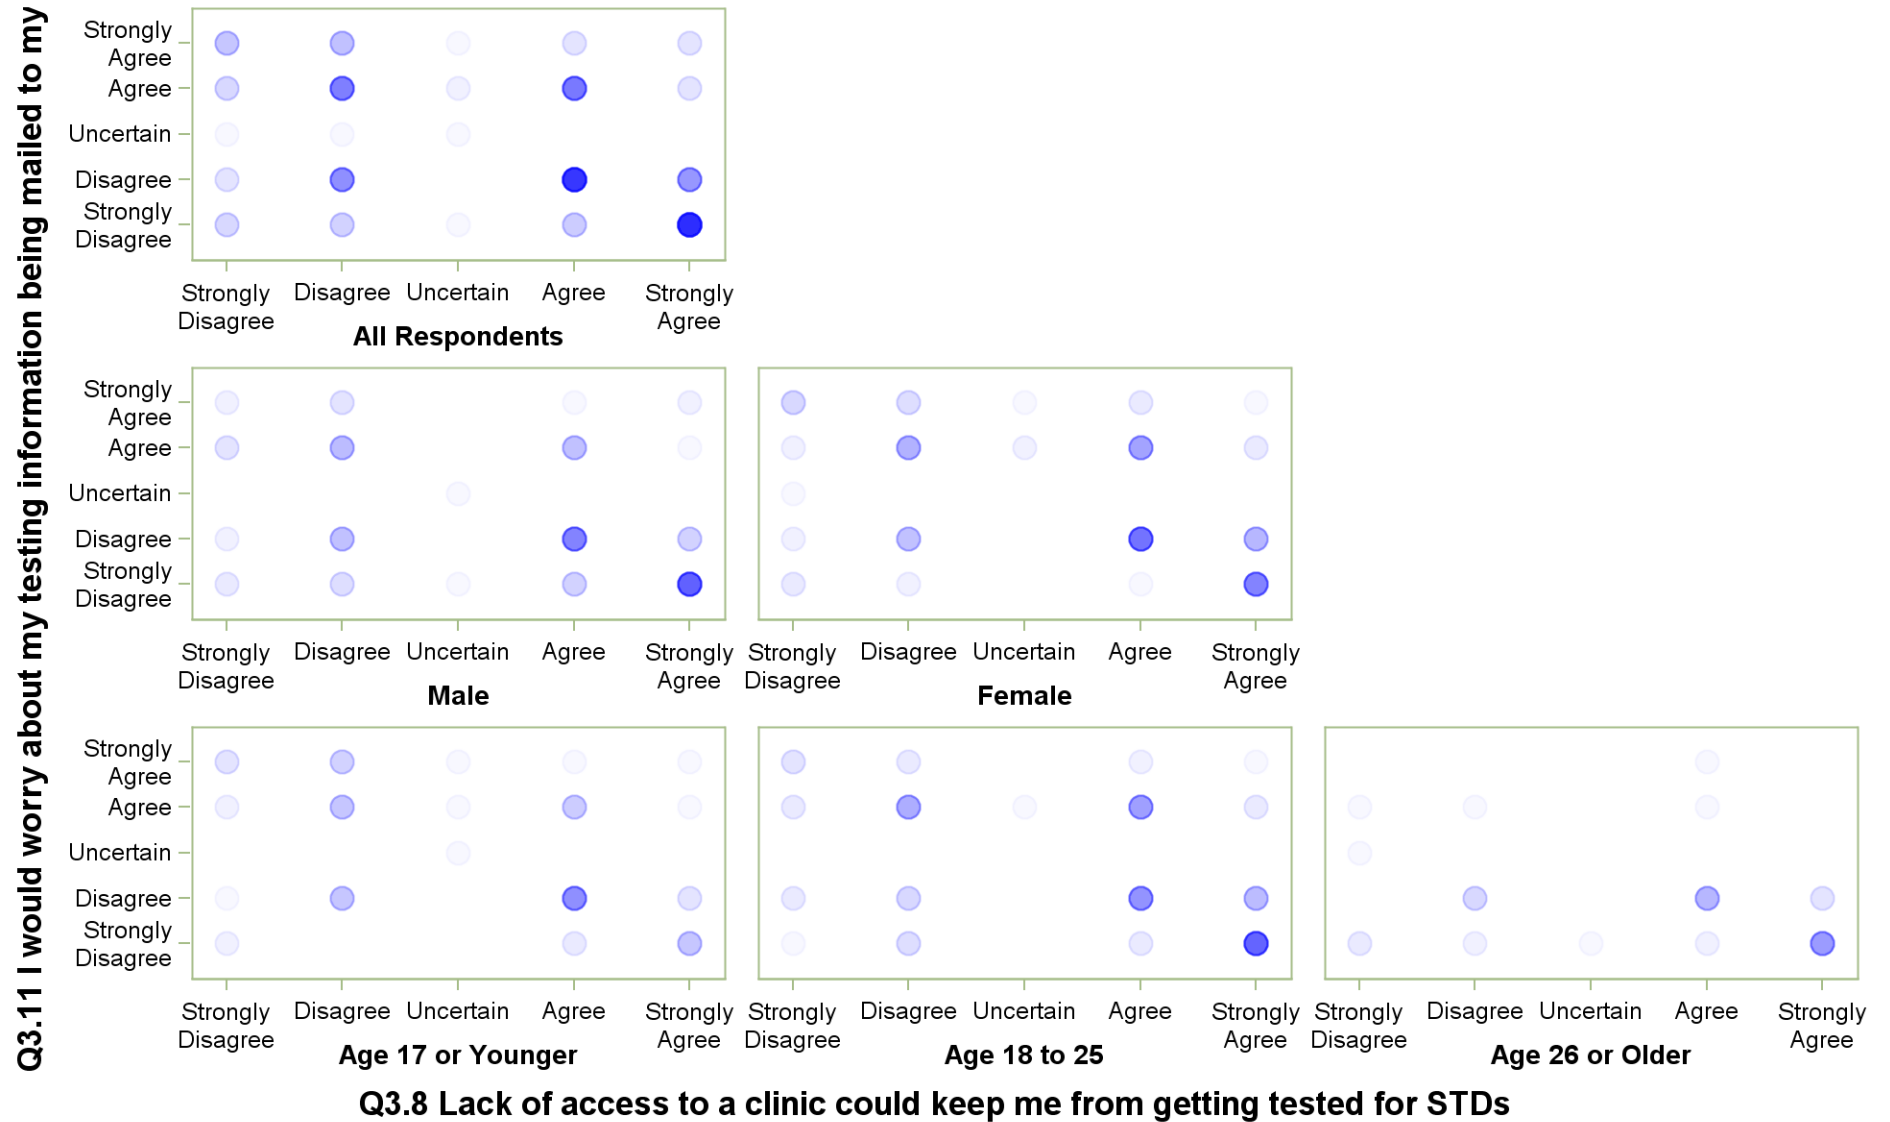 Q3.11 I would worry about my testing information being mailed to my
Strongly
Agree
Agree
Uncertain
Disagree
Strongly
Disagree
Strongly
Disagree
Disagree
Uncertain
Agree
Strongly
Agree
All Respondents
Strongly
Agree
Agree
Uncertain
Disagree
Strongly
Disagree
Strongly
Disagree
Disagree
Uncertain
Agree
Strongly
Agree
Male
Strongly
Disagree
Disagree
Uncertain
Agree
Strongly
Agree
Female
Strongly
Agree
Agree
Uncertain
Disagree
Strongly
Disagree
Strongly
Disagree
Disagree
Uncertain
Agree
Strongly
Agree
Age 17 or Younger
Strongly
Disagree
Disagree
Uncertain
Agree
Strongly
Agree
Age 18 to 25
Strongly
Disagree
Disagree
Uncertain
Agree
Strongly
Agree
Age 26 or Older
Q3.8 Lack of access to a clinic could keep me from getting tested for STDs